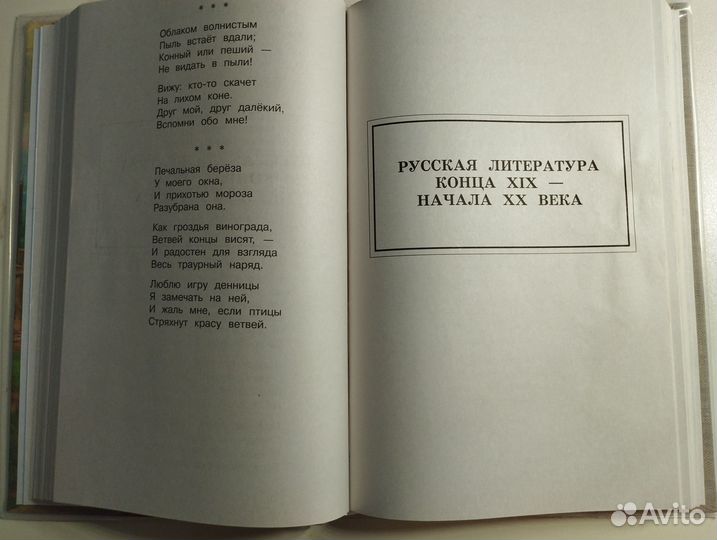 * * *
Облаком волнистым
Пыль встаёт вдали;
Конный или пеший —
Не видать в пыли!
Вижу: кто-то скачет
На лихом коне.
Друг мой, друг далёкий,
Вспомни обо мне!
* * *
Печальная берёза
У моего окна,
И прихотью мороза
Разубрана она.
Как гроздья винограда,
Ветвей концы висят, —
И радостен для взгляда
Весь траурный наряд.
Люблю игру денницы
Я замечать на ней,
И жаль мне, если птицы
Стряхнут красу ветвей.
РУССКАЯ ЛИТЕРАТУРА
КОНЦА XIX —
НАЧАЛА XX ВЕКА
Avito